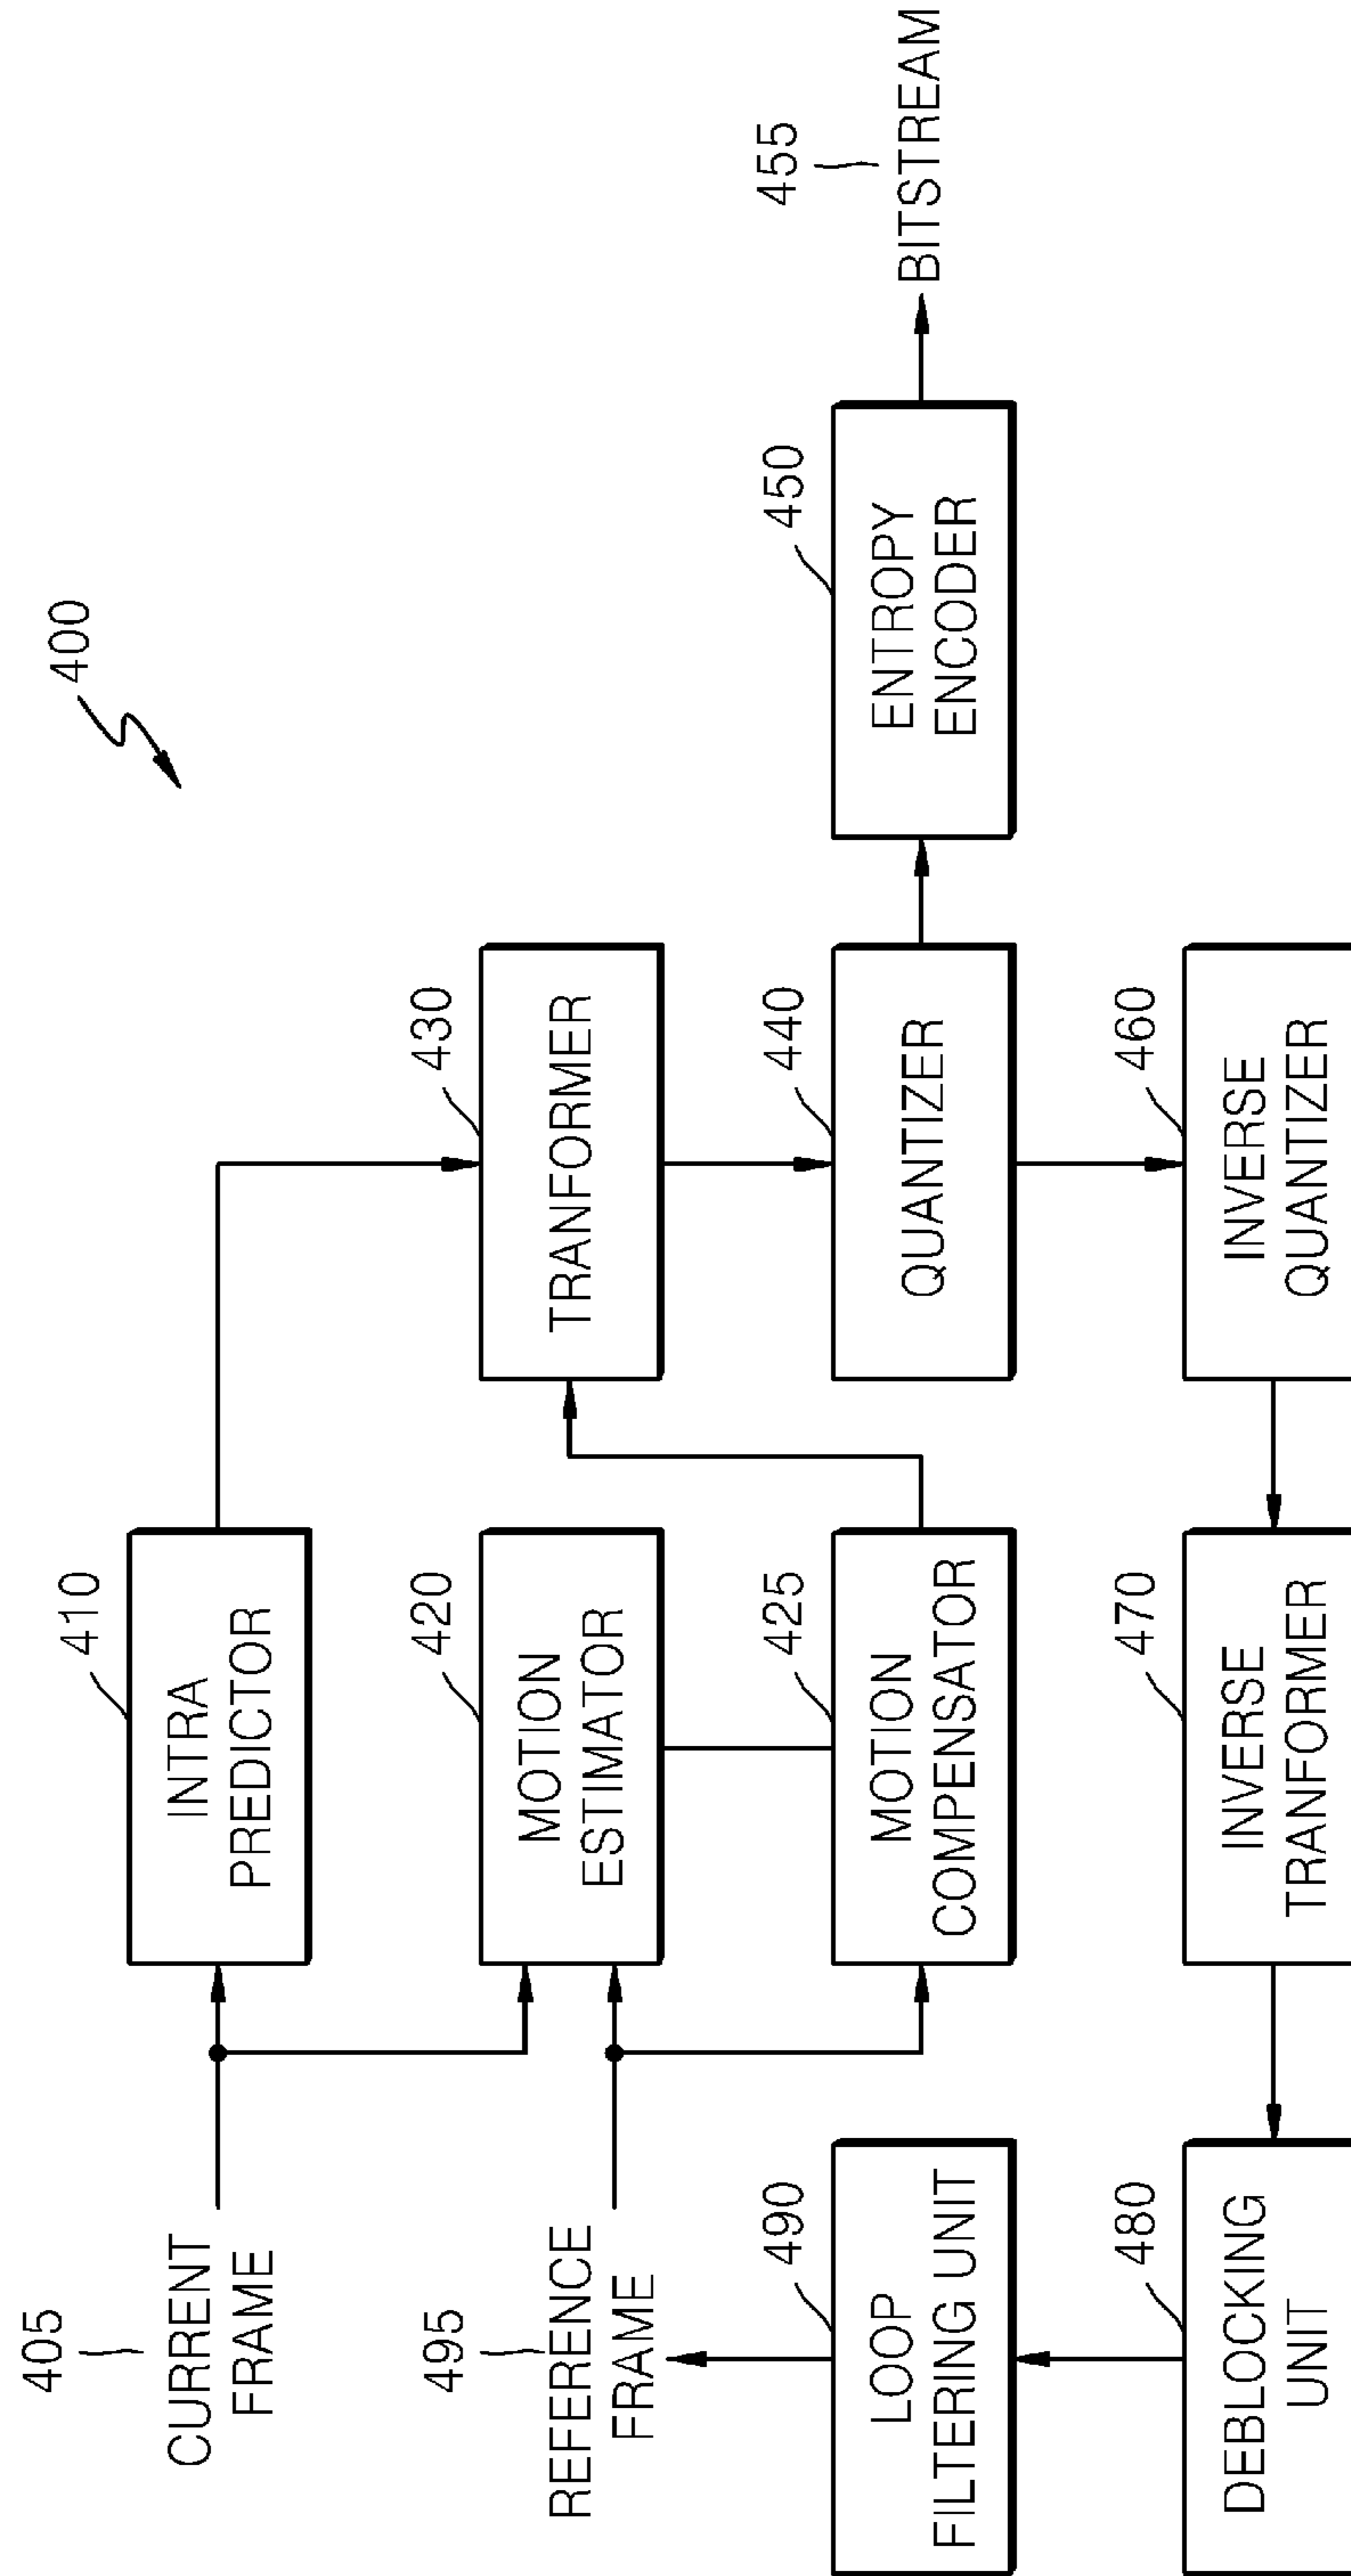 400
405
CURRENT
FRAME
410
INTRA
PREDICTOR
495
REFERENCE
FRAME
420
MOTION
ESTIMATOR
430
TRANFORMER
490
LOOP
FILTERING UNIT
425
MOTION
COMPENSATOR
440
QUANTIZER
450
ENTROPY
ENCODER
455
BITSTREAM
480
DEBLOCKING
UNIT
470
INVERSE
TRANFORMER
460
INVERSE
QUANTIZER